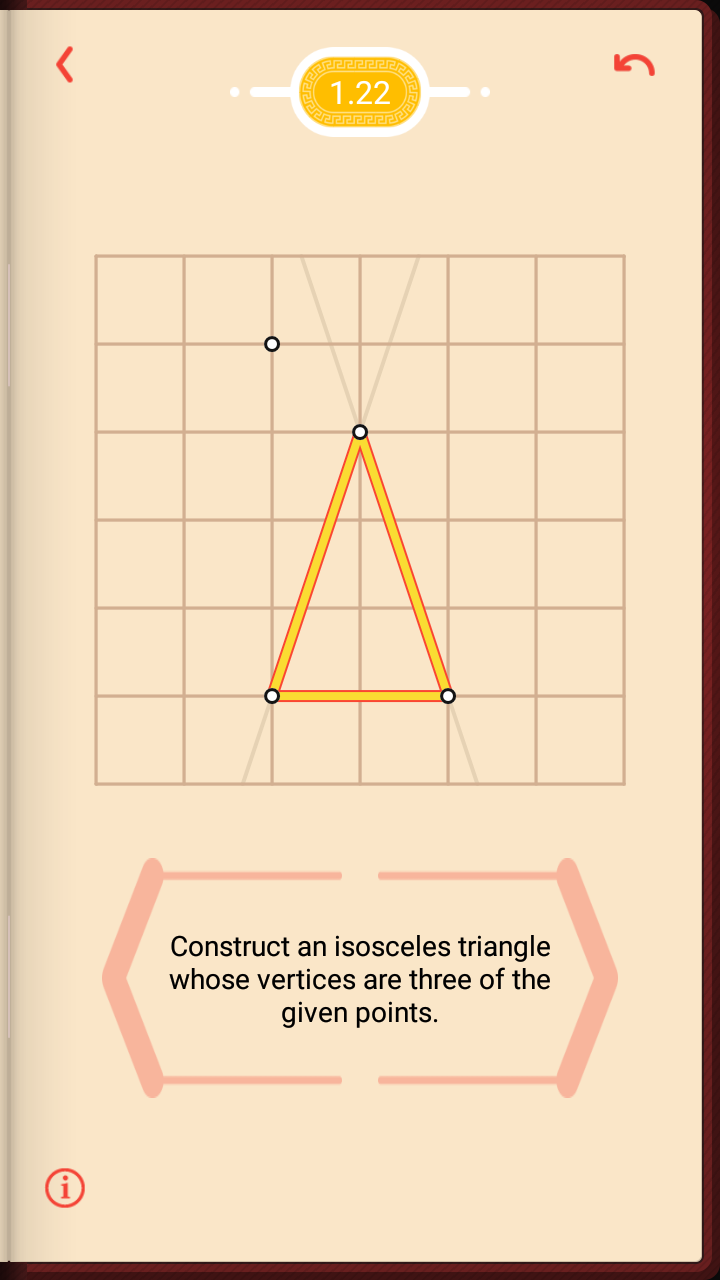 1.22
Construct an isosceles triangle
whose vertices are three of the
given points.
i